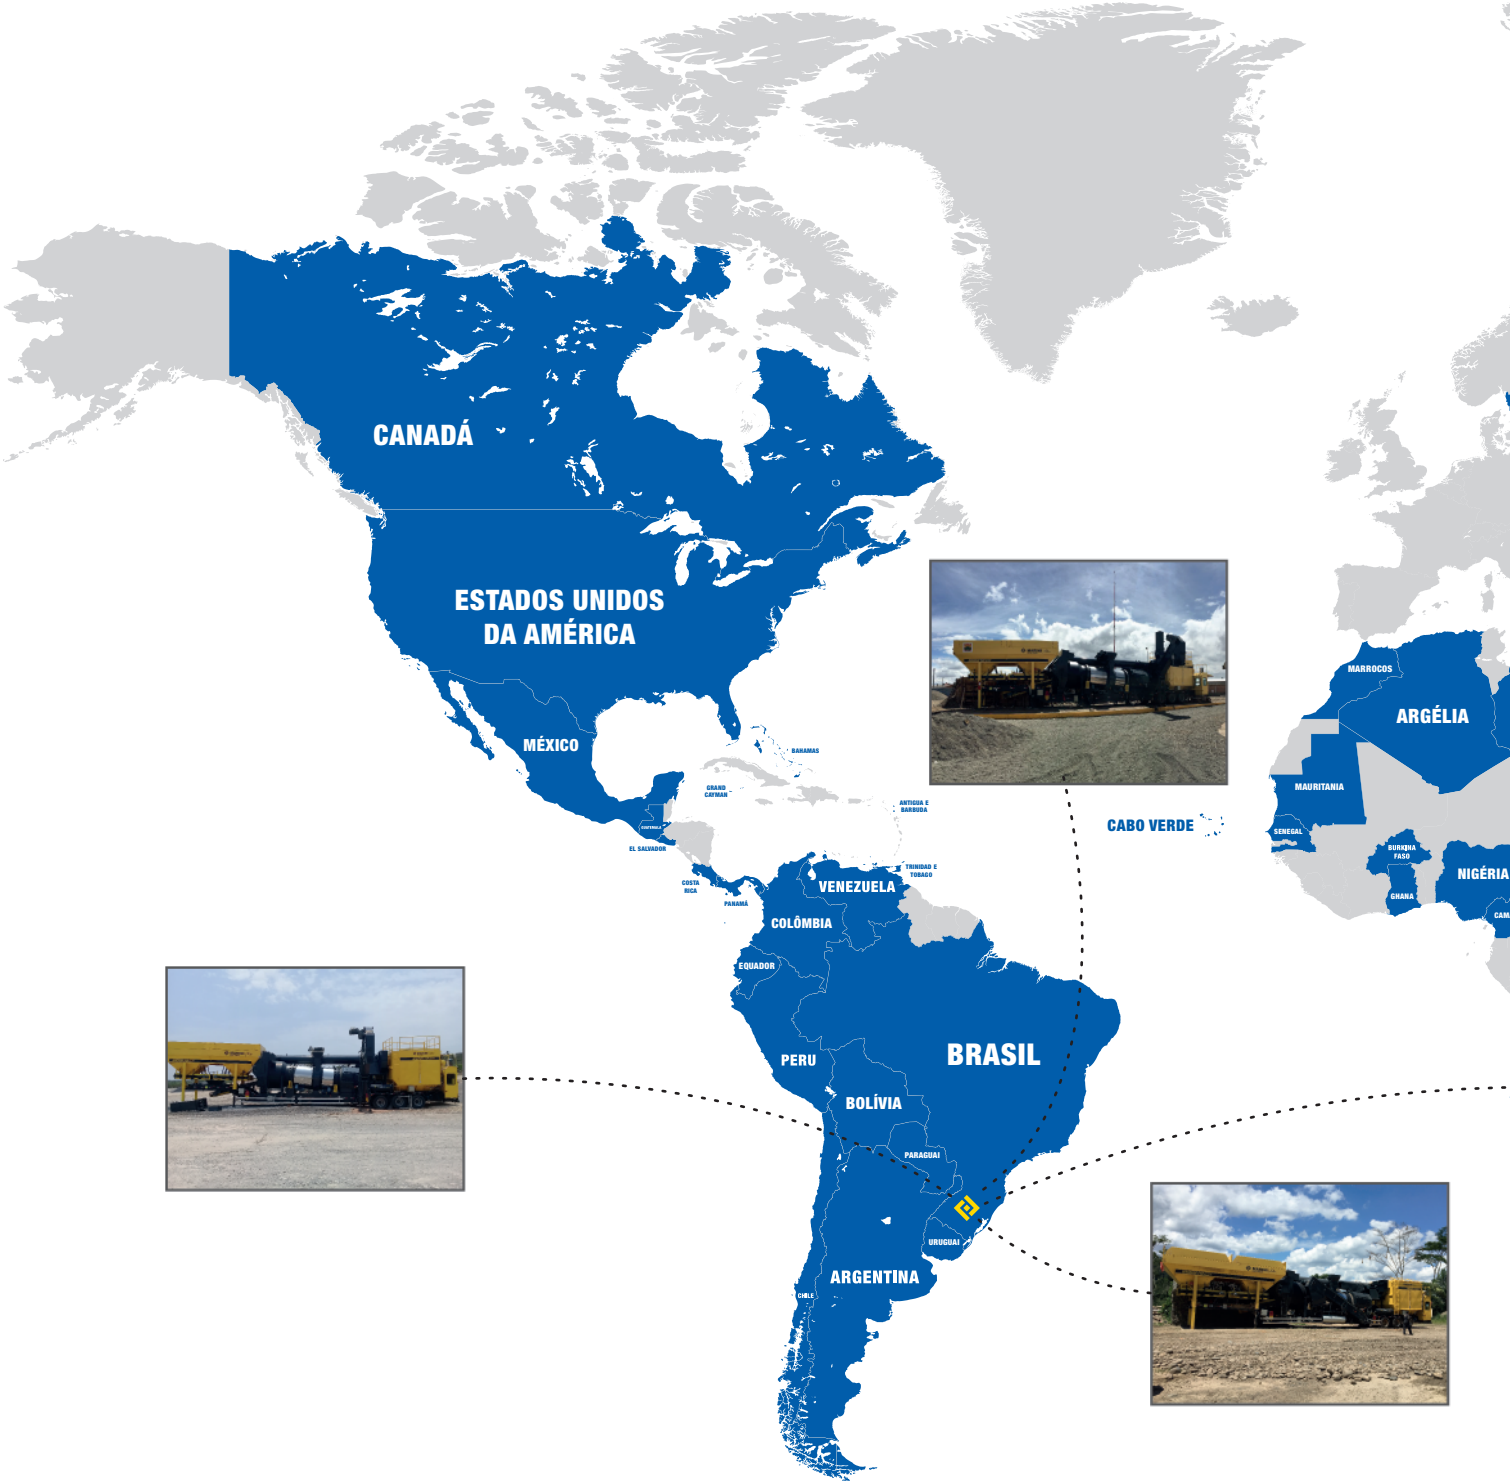 CANADÁ
ESTADOS UNIDOS
DA AMÉRICA
MÉXICO
BAHAMAS
GRAND
CAYMAN
ANTIGUA E
BARBUDA
GUATEMALA
EL SALVADOR
COSTA
RICA
PANAMÁ
TRINIDAD E
TOBAGO
VENEZUELA
COLÔMBIA
EQUADOR
PERU
BRASIL
BOLÍVIA
PARAGUAI
URUGUAI
ARGENTINA
CHILE
CABO VERDE
MARROCOS
ARGÉLIA
MAURITANIA
SENEGAL
BURKINA
FASO
GHANA
NIGÉRIA
CAM